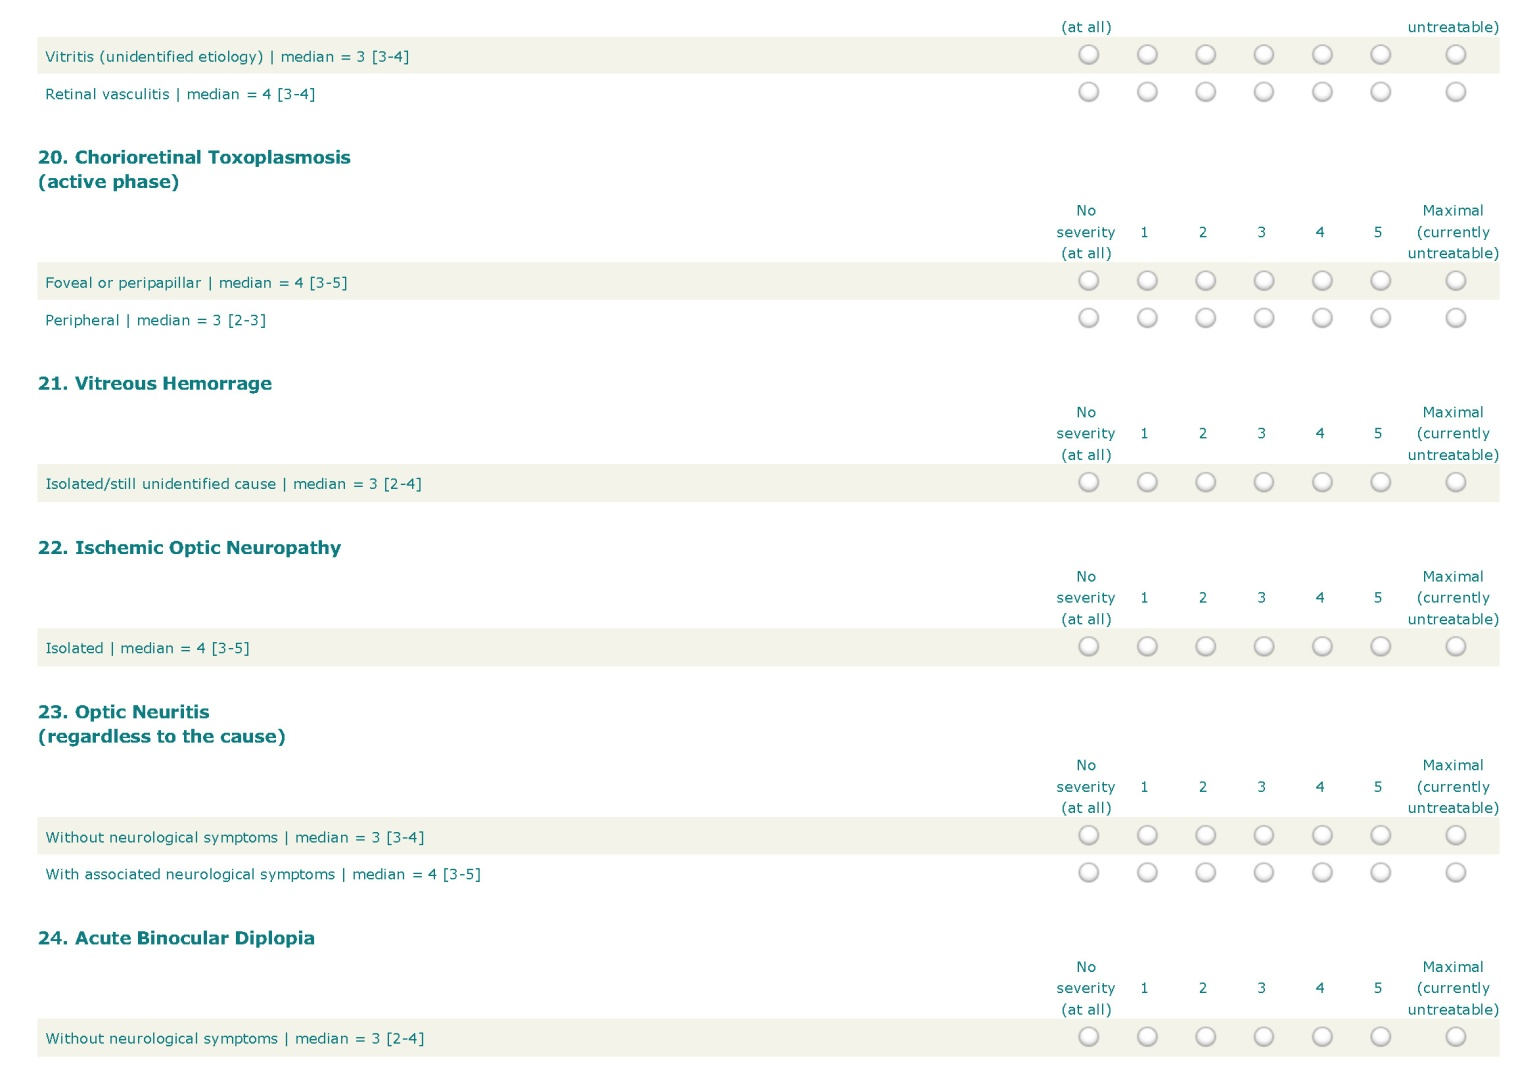 (at all) untreatable)
Vitritis (unidentified etiology) | median = 3 [3-4]
Retinal vasculitis | median = 4 [3-4]
20. Chorioretinal Toxoplasmosis
(active phase)
No Maximal
severity 1 2 3 4 5 (currently
(at all) untreatable)
Foveal or peripapillar | median = 4 [3-5]
Peripheral | median = 3 [2-3]
21. Vitreous Hemorrage
No Maximal
severity 1 2 3 4 5 (currently
(at all) untreatable)
Isolated/still unidentified cause | median = 3 [2-4]
22. Ischemic Optic Neuropathy
No Maximal
severity 1 2 3 4 5 (currently
(at all) untreatable)
Isolated | median = 4 [3-5]
23. Optic Neuritis
(regardless to the cause)
No Maximal
severity 1 2 3 4 5 (currently
(at all) untreatable)
Without neurological symptoms | median = 3 [3-4]
With associated neurological symptoms | median = 4 [3-5]
24. Acute Binocular Diplopia
No Maximal
severity 1 2 3 4 5 (currently
(at all) untreatable)
Without neurological symptoms | median = 3 [2-4]